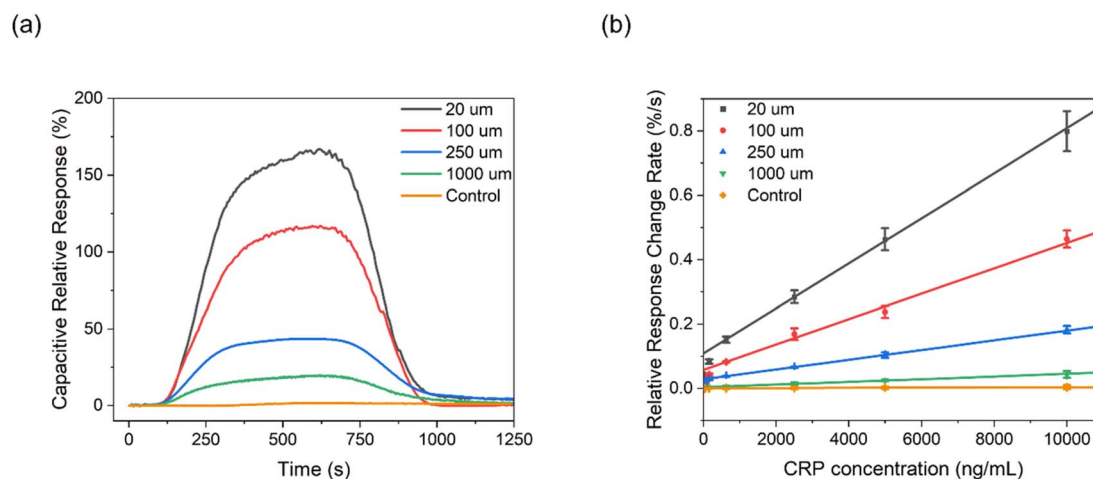 (a)
(b)
Capacitive Relative Response (%)
200
150
100
50
0
0
250
500
750
1000
1250
Time (s)
20 um
100 um
250 um
1000 um
Control
Relative Response Change Rate (%/s)
0.8
0.6
0.4
0.2
0.0
0
2000
4000
6000
8000
10000
CRP concentration (ng/mL)
20 um
100 um
250 um
1000 um
Control